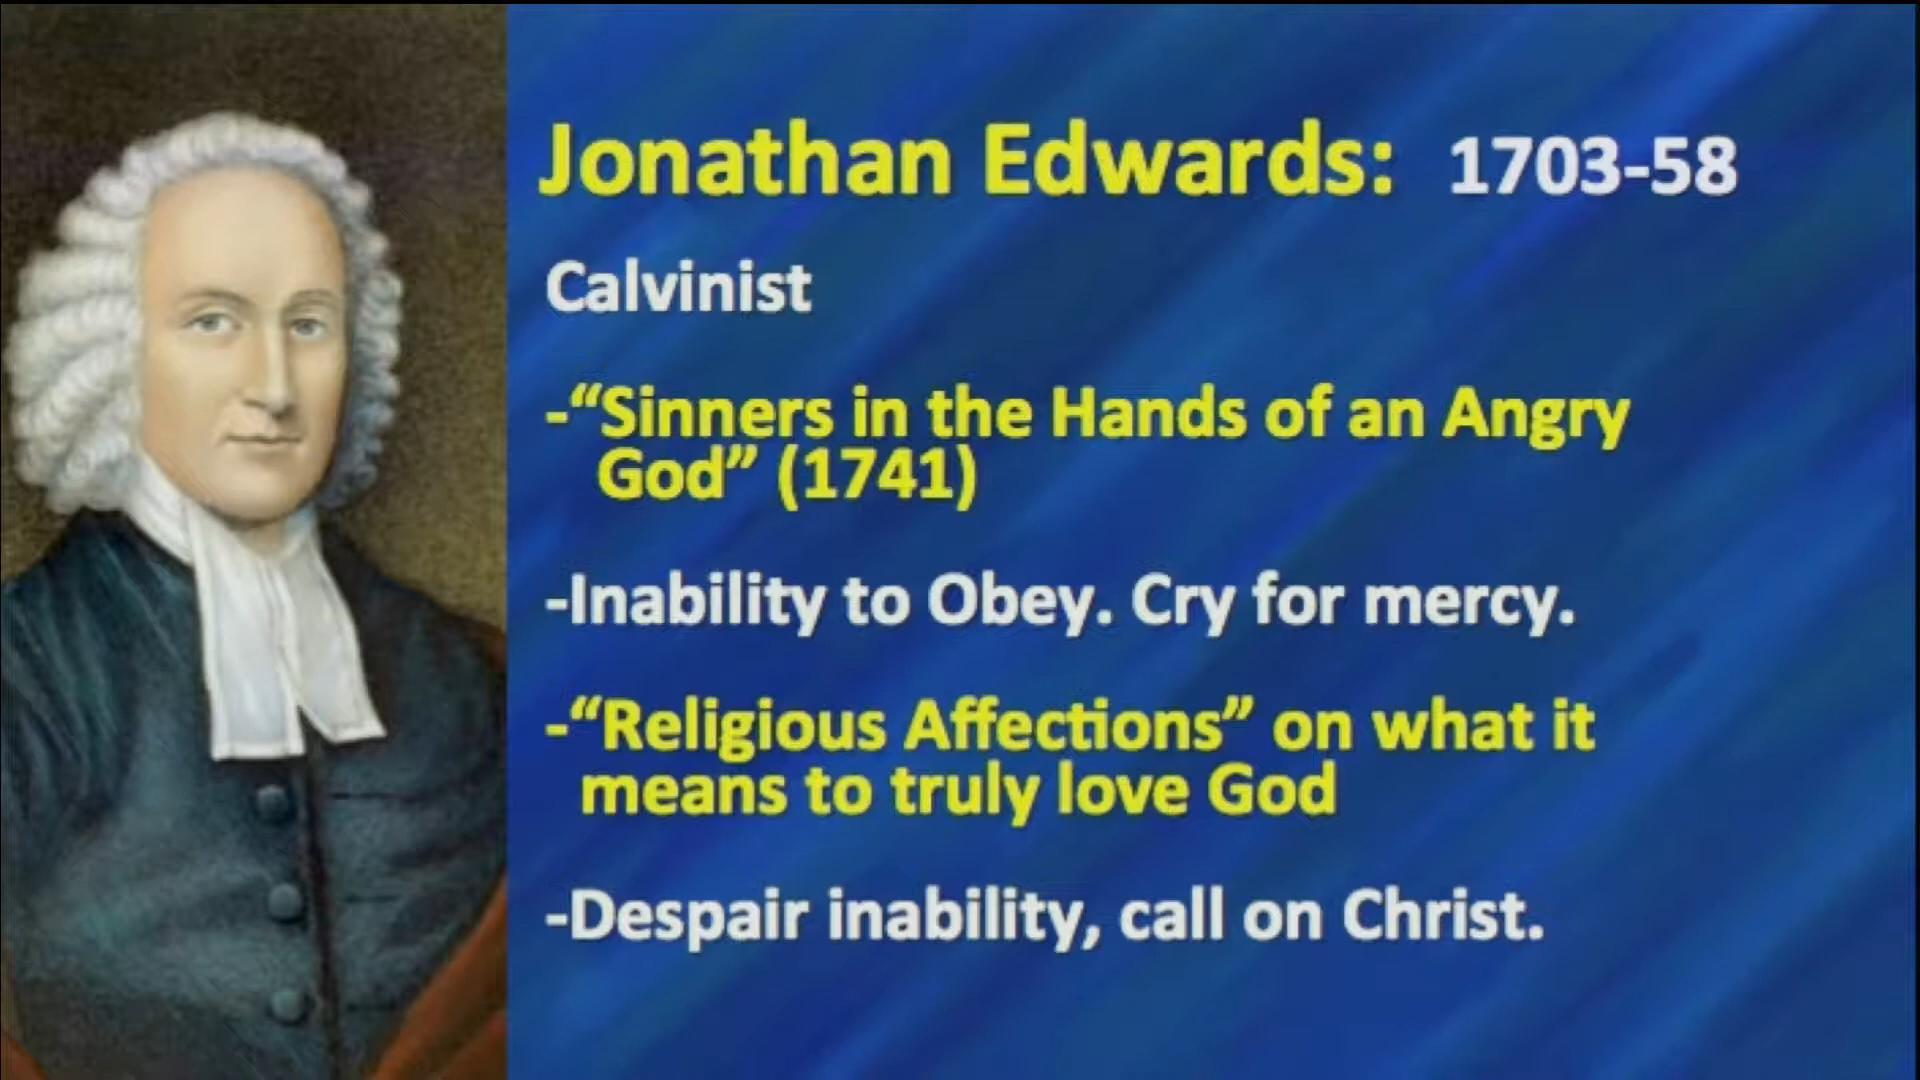 Jonathan Edwards: 1703-58
Calvinist
-“Sinners in the Hands of an Angry
God” (1741)
-Inability to Obey. Cry for mercy.
-“Religious Affections” on what it
means to truly love God
-Despair inability, call on Christ.